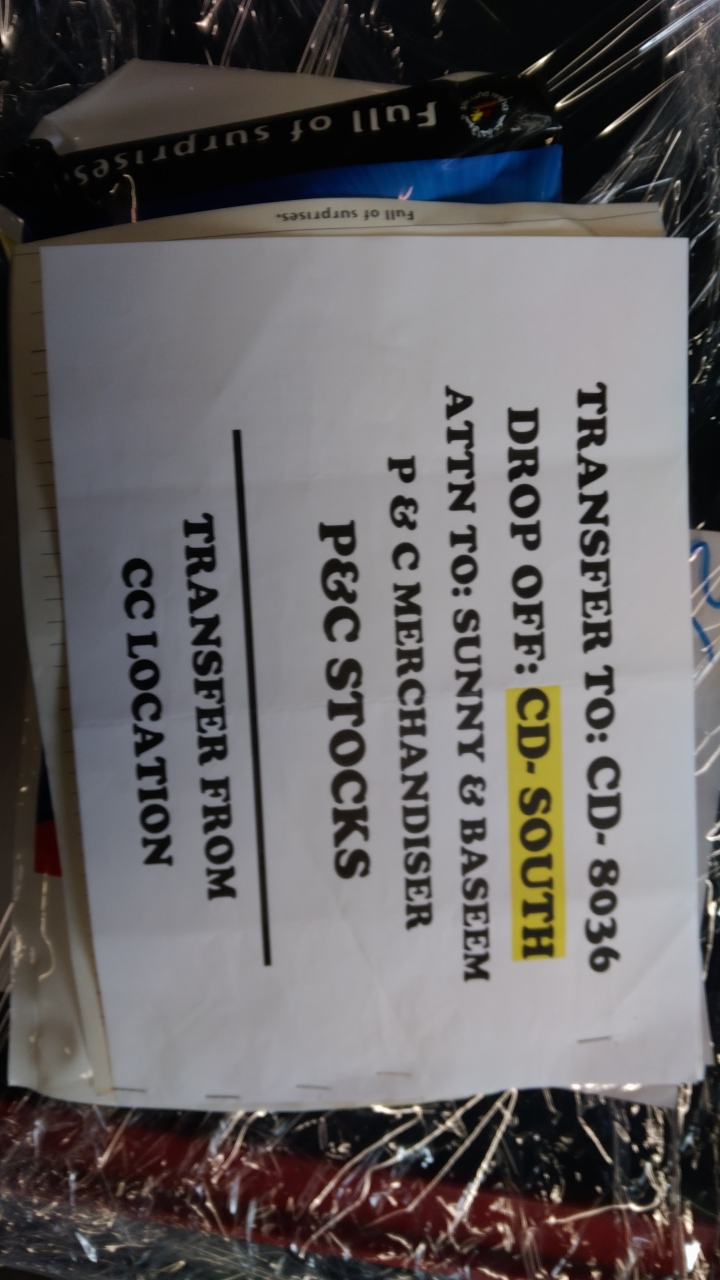 TRANSFER TO: CD- 8036
DROP OFF: CD- SOUTH
ATTN TO: SUNNY & BASEEM
P & C MERCHANDISER
P&C STOCKS
TRANSFER FROM
CC LOCATION
Full of surprises.
Full of surprises.